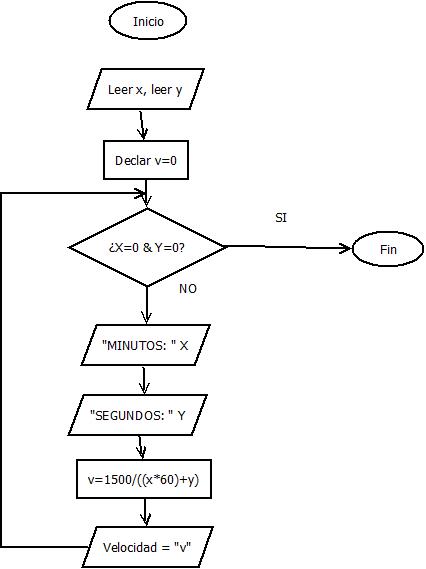 Inicio
Leer x, leer y
Declar v=0
¿X=0 & Y=0?
SI
Fin
NO
"MINUTOS: " X
"SEGUNDOS: " Y
v=1500/((x*60)+y)
Velocidad = "v"